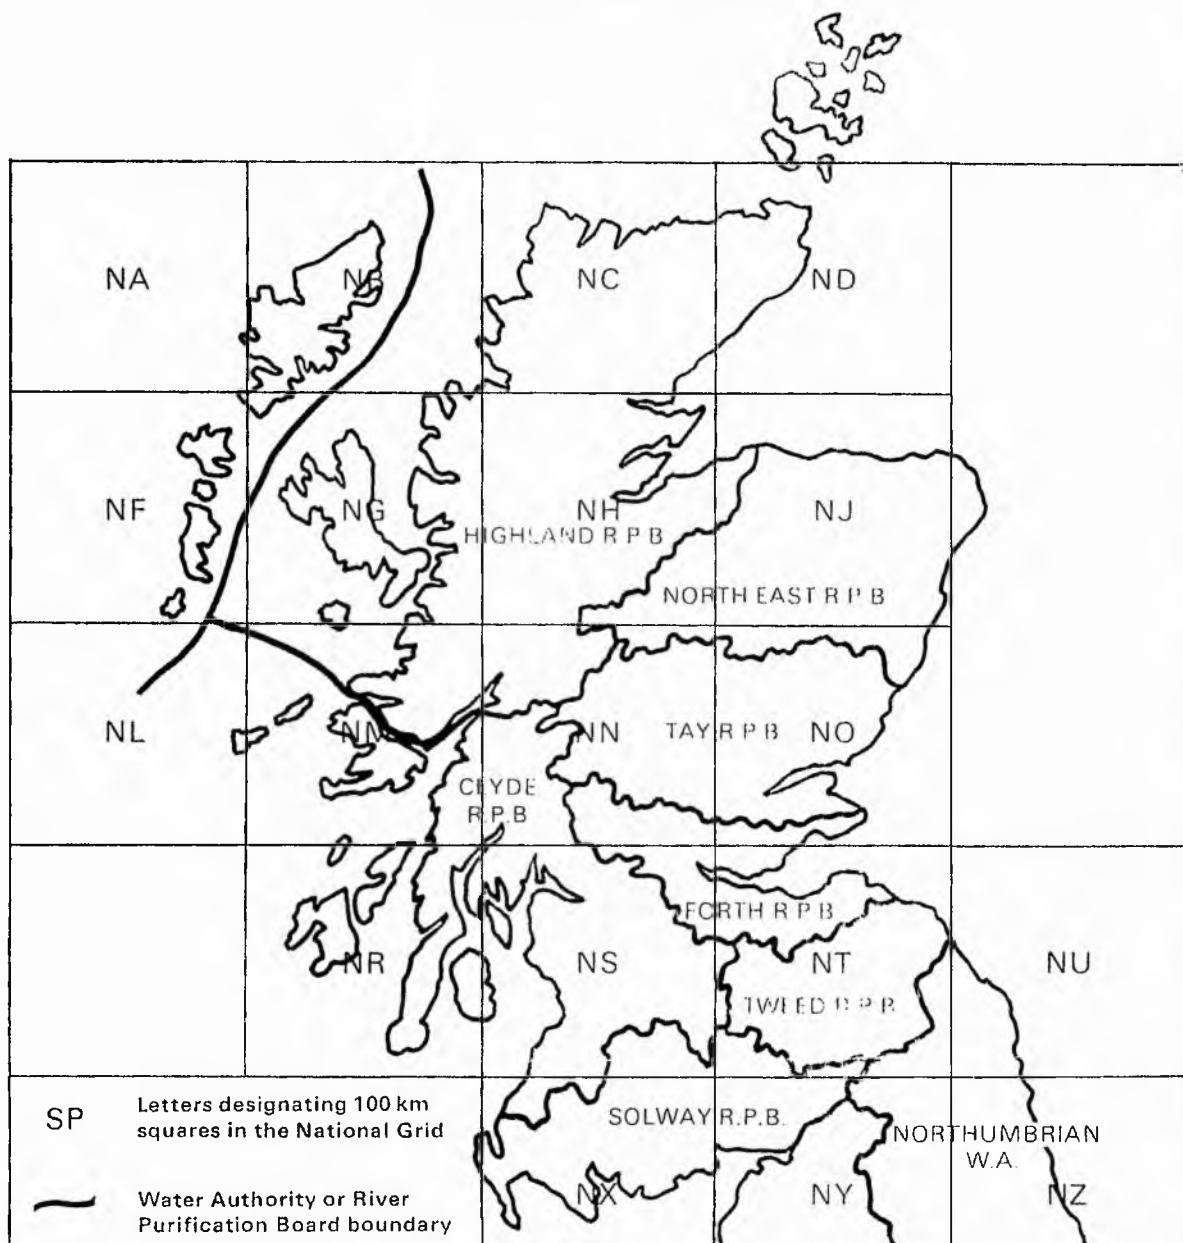 NA
NB
NC
ND
NF
NG
NH
NJ
HIGHLAND R P B
NORTH EAST R P B
NL
NM
NN
TAY R P B
NO
CLYDE
R.P.B
FORTH R P B
NR
NS
NT
NU
TWEED R P B
SP
Letters designating 100 km
squares in the National Grid
SOLWAY R.P.B.
NORTHUMBRIAN
W.A.
Water Authority or River
Purification Board boundary
NX
NY
NZ